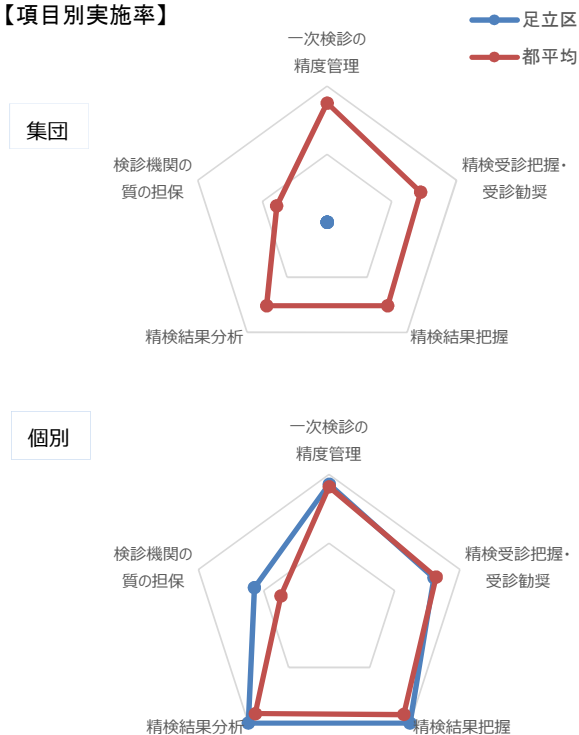 【項目別実施率】
足立区
都平均
集団
一次検診の
精度管理
精検受診把握・
受診勧奨
精検結果把握
精検結果分析
検診機関の
質の担保
個別
一次検診の
精度管理
精検受診把握・
受診勧奨
精検結果把握
精検結果分析
検診機関の
質の担保